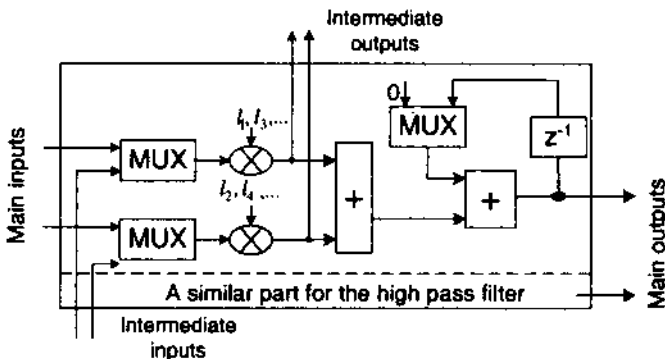 Intermediate
outputs
0
l₁, l₃,...
MUX
MUX
z⁻¹
Main inputs
l₂, l₄,...
+
+
MUX
A similar part for the high pass filter
Main outputs
Intermediate
inputs